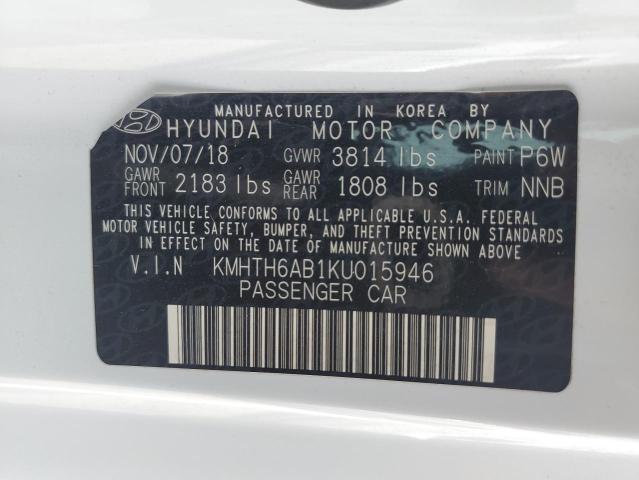 MANUFACTURED IN KOREA BY
HYUNDAI MOTOR COMPANY
NOV/07/18 GVWR 3814 lbs PAINT P6W
GAWR FRONT 2183 lbs GAWR REAR 1808 lbs TRIM NNB
THIS VEHICLE CONFORMS TO ALL APPLICABLE U.S.A. FEDERAL
MOTOR VEHICLE SAFETY, BUMPER, AND THEFT PREVENTION STANDARDS
IN EFFECT ON THE DATE OF MANUFACTURE SHOWN ABOVE
V.I.N KMHTH6AB1KU015946
PASSENGER CAR